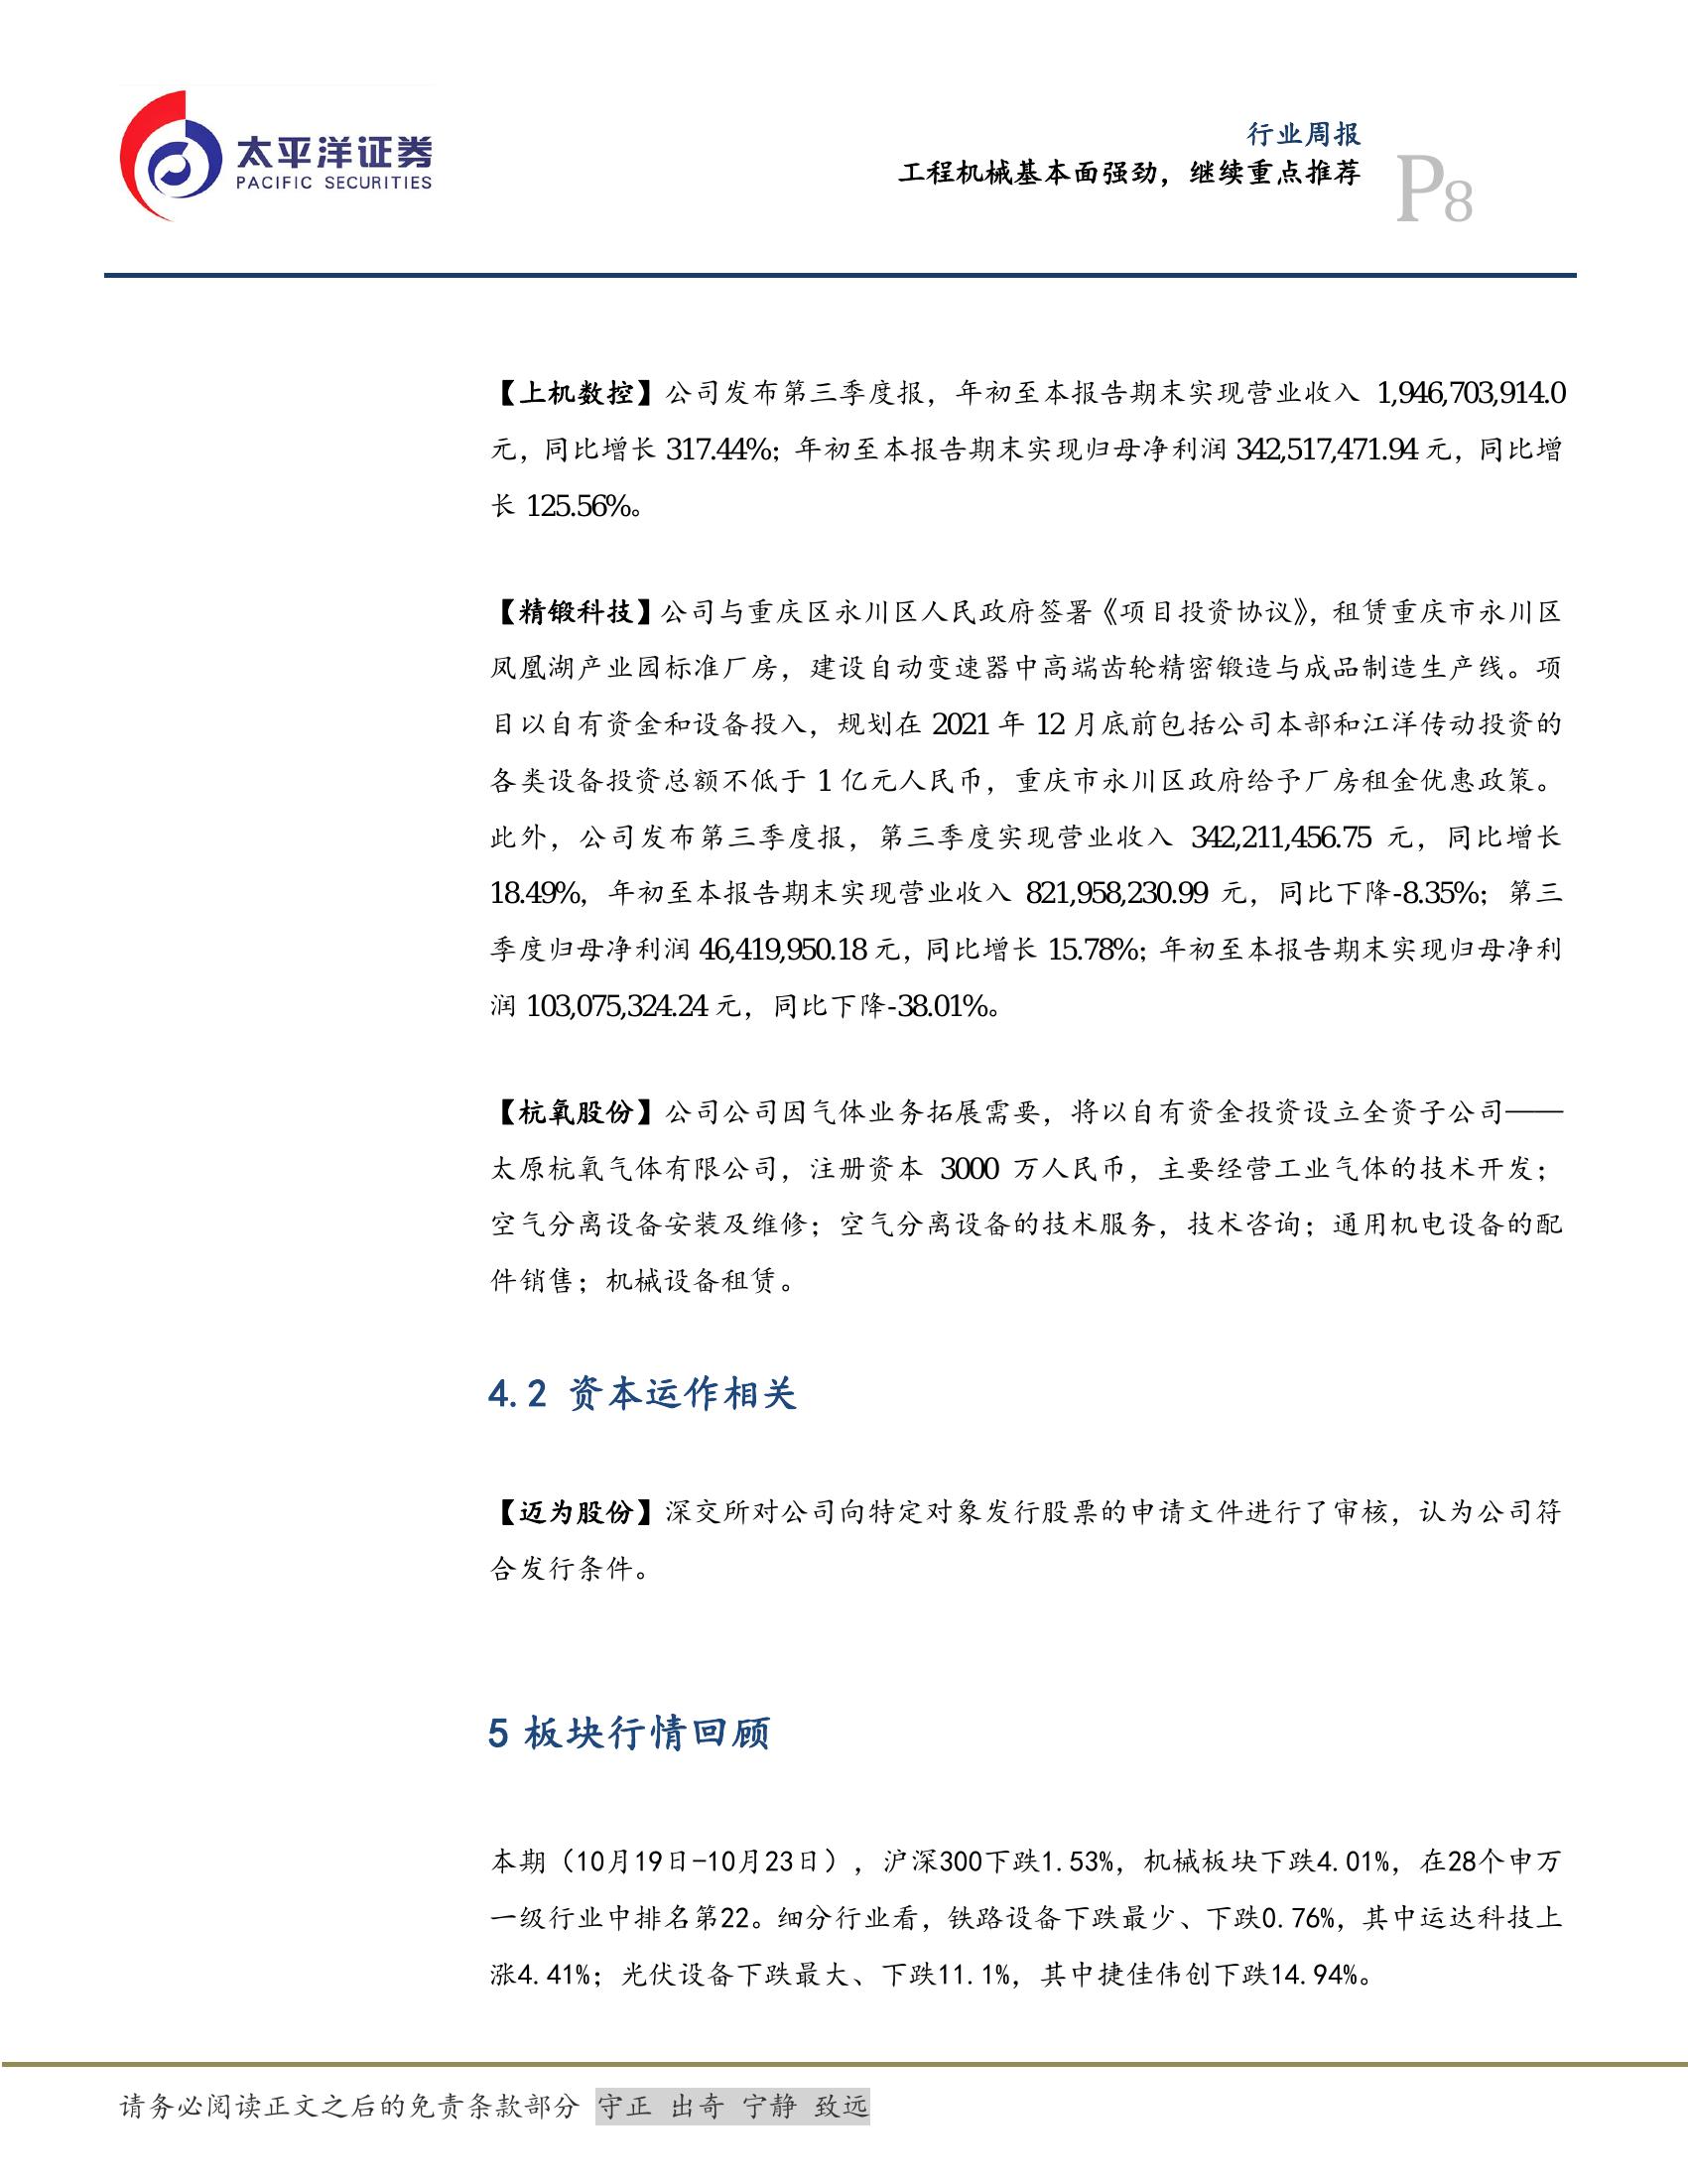 太平洋证券
PACIFIC SECURITIES
行业周报
工程机械基本面强劲，继续重点推荐
P8
【上机数控】公司发布第三季度报，年初至本报告期末实现营业收入 1,946,703,914.0
元，同比增长 317.44%；年初至本报告期末实现归母净利润 342,517,471.94 元，同比增
长 125.56%。
【精锻科技】公司与重庆区永川区人民政府签署《项目投资协议》，租赁重庆市永川区
凤凰湖产业园标准厂房，建设自动变速器中高端齿轮精密锻造与成品制造生产线。项
目以自有资金和设备投入，规划在 2021 年 12 月底前包括公司本部和江洋传动投资的
各类设备投资总额不低于 1 亿元人民币，重庆市永川区政府给予厂房租金优惠政策。
此外，公司发布第三季度报，第三季度实现营业收入 342,211,456.75 元，同比增长
18.49%，年初至本报告期末实现营业收入 821,958,230.99 元，同比下降-8.35%；第三
季度归母净利润 46,419,950.18 元，同比增长 15.78%；年初至本报告期末实现归母净利
润 103,075,324.24 元，同比下降-38.01%。
【杭氧股份】公司公司因气体业务拓展需要，将以自有资金投资设立全资子公司——
太原杭氧气体有限公司，注册资本 3000 万人民币，主要经营工业气体的技术开发；
空气分离设备安装及维修；空气分离设备的技术服务，技术咨询；通用机电设备的配
件销售；机械设备租赁。
4.2 资本运作相关
【迈为股份】深交所对公司向特定对象发行股票的申请文件进行了审核，认为公司符
合发行条件。
5 板块行情回顾
本期（10月19日-10月23日），沪深300下跌1.53%，机械板块下跌4.01%，在28个申万
一级行业中排名第22。细分行业看，铁路设备下跌最少、下跌0.76%，其中运达科技上
涨4.41%；光伏设备下跌最大、下跌11.1%，其中捷佳伟创下跌14.94%。
请务必阅读正文之后的免责条款部分 守正 出奇 宁静 致远